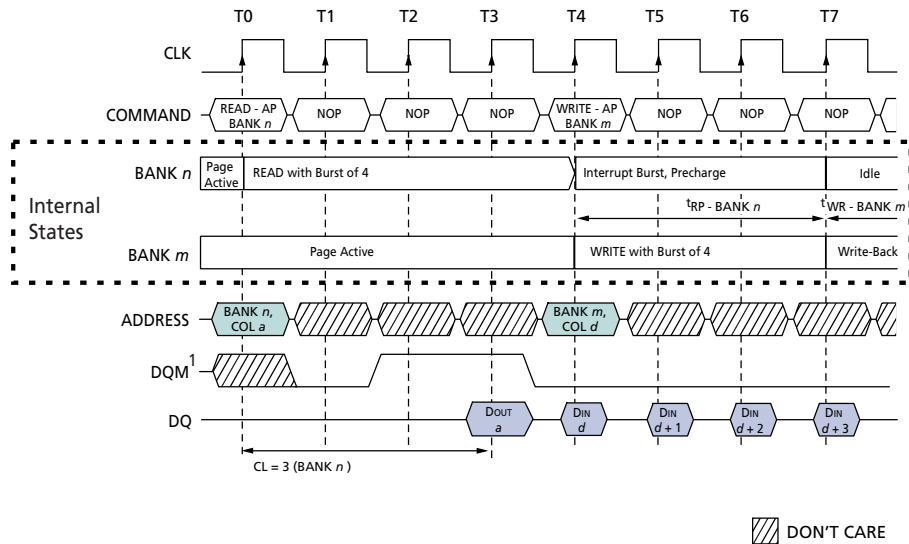 T0 T1 T2 T3 T4 T5 T6 T7
CLK
COMMAND
READ - AP
BANK n
NOP
NOP
NOP
WRITE - AP
BANK m
NOP
NOP
NOP
Internal
States
BANK n
Page
Active
READ with Burst of 4
Interrupt Burst, Precharge
Idle
tRP - BANK n
tWR - BANK m
BANK m
Page Active
WRITE with Burst of 4
Write-Back
ADDRESS
BANK n,
COL a
BANK m,
COL d
DQM1
DQ
DOUT
a
DIN
d
DIN
d + 1
DIN
d + 2
DIN
d + 3
CL = 3 (BANK n )
DON'T CARE